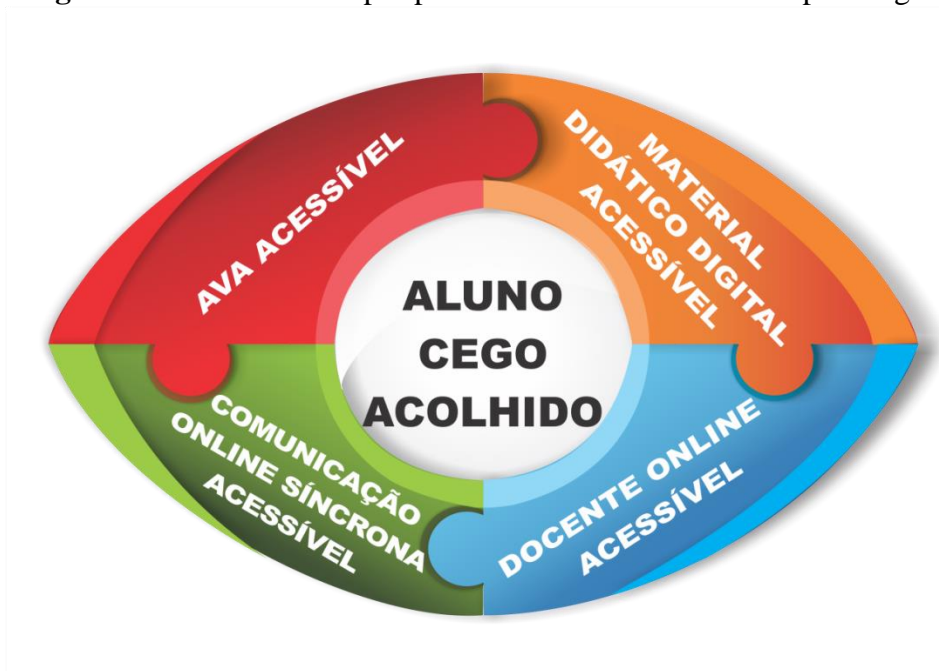 AVA ACESSÍVEL
MATERIAL
DIDÁTICO DIGITAL
ACESSÍVEL
ALUNO
CEGO
ACOLHIDO
COMUNICAÇÃO
ONLINE SÍNCRONA
ACESSÍVEL
DOCENTE ONLINE
ACESSÍVEL